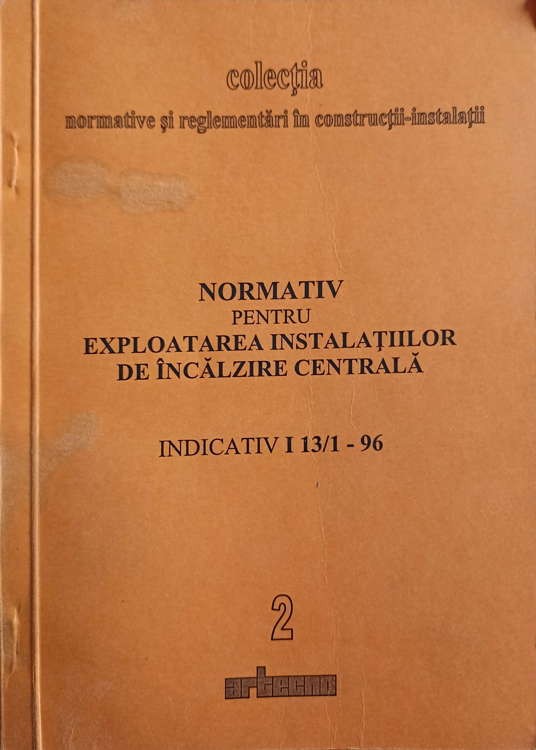 colecția
normative și reglementări în construcții-instalații
NORMATIV
PENTRU
EXPLOATAREA INSTALAȚIILOR
DE ÎNCĂLZIRE CENTRALĂ
INDICATIV I 13/1 - 96
2
artecno